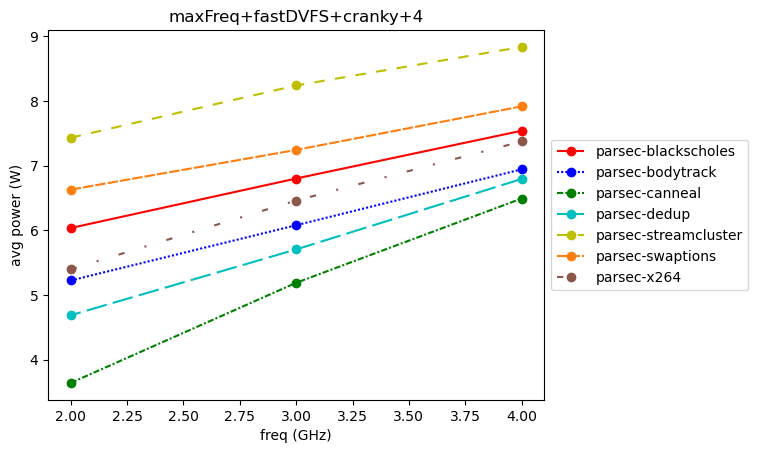 maxFreq+fastDVFS+cranky+4
avg power (W)
9
8
7
6
5
4
2.00 2.25 2.50 2.75 3.00 3.25 3.50 3.75 4.00
freq (GHz)
parsec-blackscholes
parsec-bodytrack
parsec-canneal
parsec-dedup
parsec-streamcluster
parsec-swaptions
parsec-x264